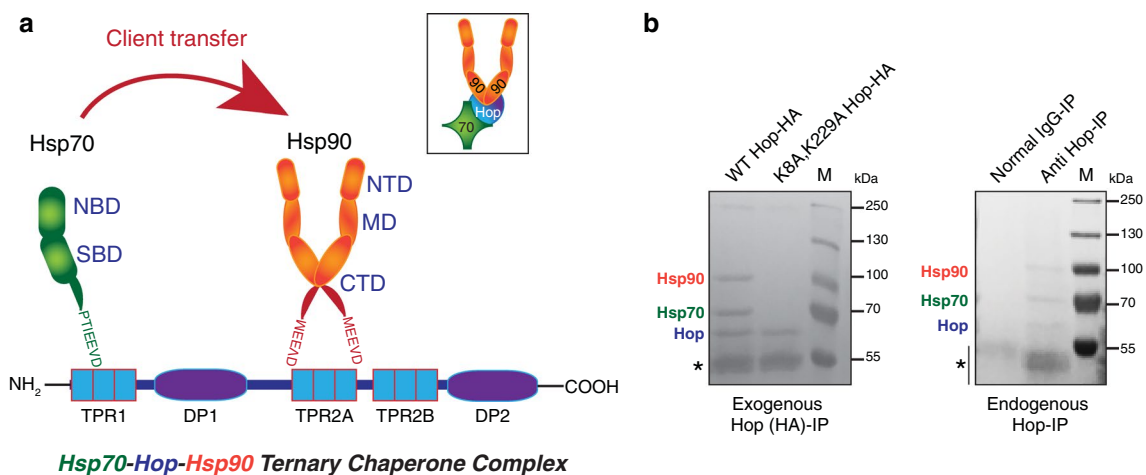 a
Client transfer
Hsp70
Hsp90
NBD
SBD
NTD
MD
CTD
PTIEEVD
MEEVD
MEEVD
90 90
Hop
70
NH2
COOH
TPR1
DP1
TPR2A
TPR2B
DP2
Hsp70-Hop-Hsp90 Ternary Chaperone Complex
b
WT Hop-HA
K8A,K229A Hop-HA
M
kDa
250
130
100
70
55
Hsp90
Hsp70
Hop
*
Exogenous
Hop (HA)-IP
Normal IgG-IP
Anti Hop-IP
M
kDa
250
130
100
70
55
Hsp90
Hsp70
Hop
*
Endogenous
Hop-IP